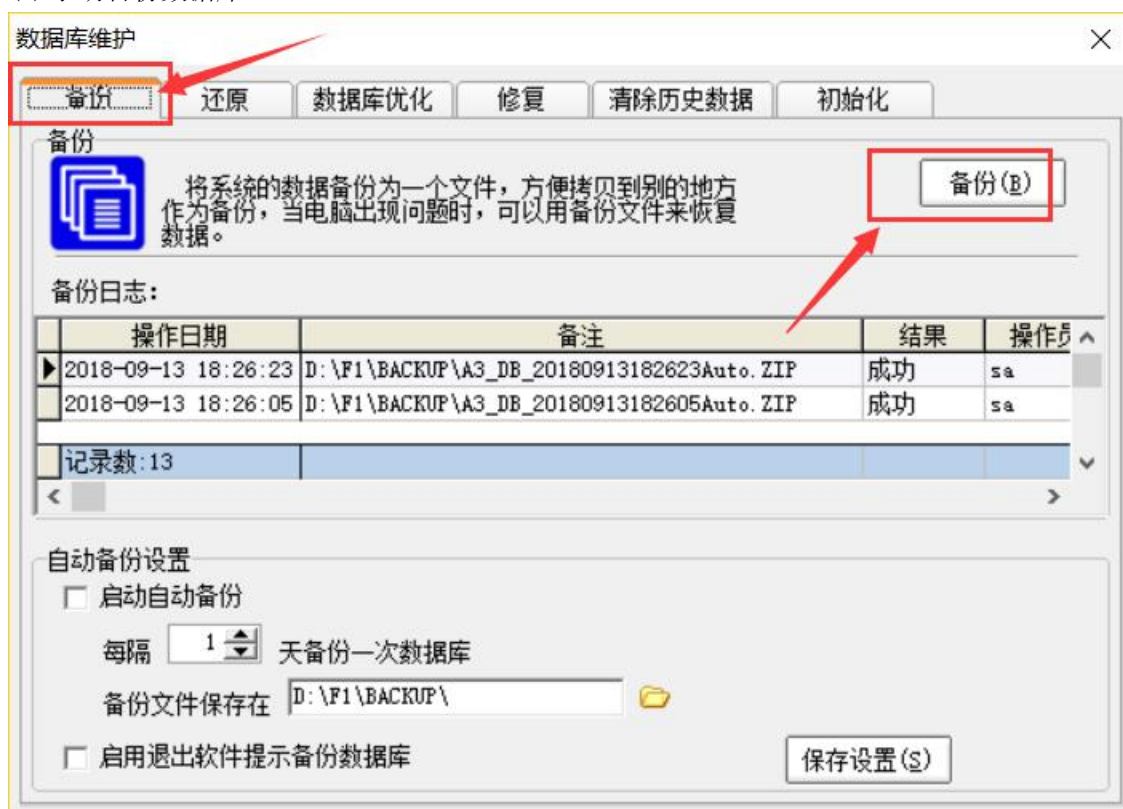 数据库维护
备份 还原 数据库优化 修复 清除历史数据 初始化
备份
将系统的数据备份为一个文件，方便拷贝到别的地方
作为备份，当电脑出现问题时，可以用备份文件来恢复
数据。
备份(B)
备份日志：
操作日期 备注 结果 操作员
2018-09-13 18:26:23 D:\F1\BACKUP\A3_DB_20180913182623Auto.ZIP 成功 sa
2018-09-13 18:26:05 D:\F1\BACKUP\A3_DB_20180913182605Auto.ZIP 成功 sa
记录数:13
自动备份设置
启动自动备份
每隔 1 天备份一次数据库
备份文件保存在 D:\F1\BACKUP\
启用退出软件提示备份数据库
保存设置(S)